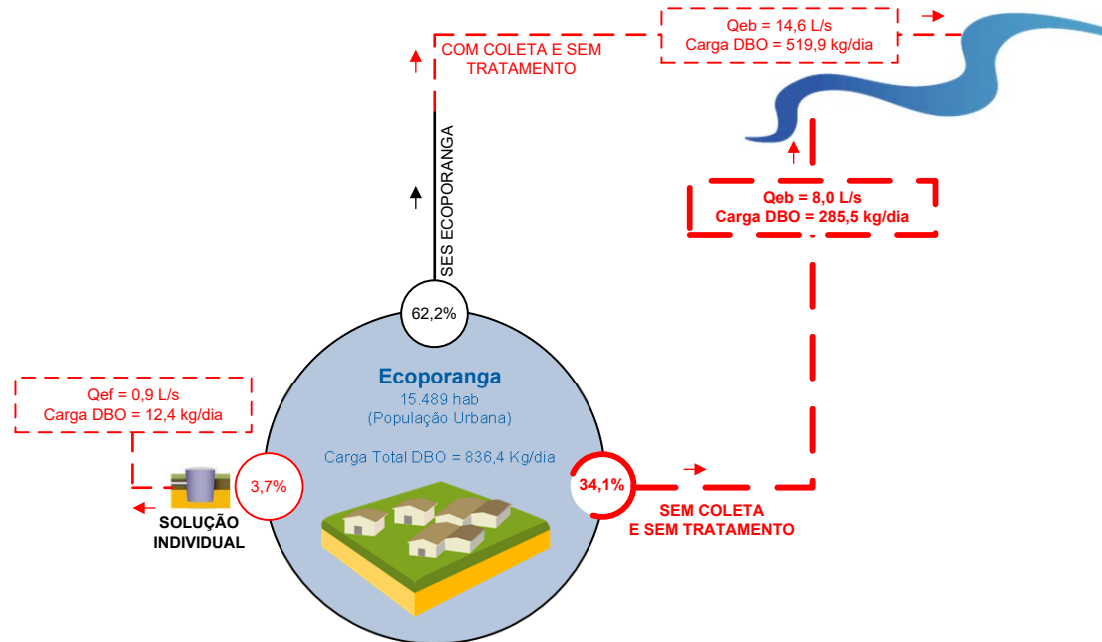 Qeb = 14,6 L/s
Carga DBO = 519,9 kg/dia
COM COLETA E SEM
TRATAMENTO
SES ECOPORANGA
Qeb = 8,0 L/s
Carga DBO = 285,5 kg/dia
62,2%
Ecoporanga
15.489 hab
(População Urbana)
Carga Total DBO = 836,4 Kg/dia
Qef = 0,9 L/s
Carga DBO = 12,4 kg/dia
3,7%
34,1%
SOLUÇÃO
INDIVIDUAL
SEM COLETA
E SEM TRATAMENTO